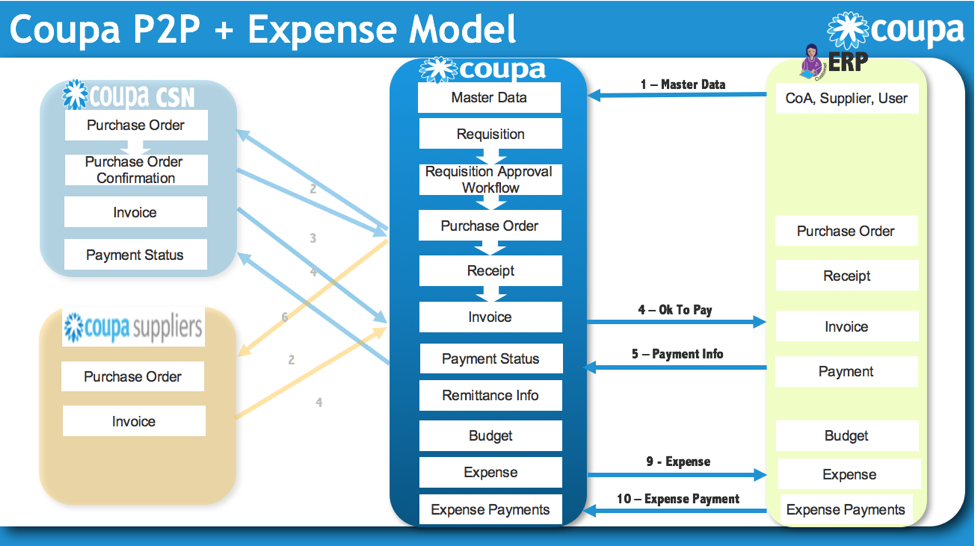 Coupa P2P + Expense Model
coupa
coupa CSN
Purchase Order
Purchase Order
Confirmation
Invoice
Payment Status
coupa suppliers
Purchase Order
Invoice
2
3
4
6
2
4
coupa
Master Data
Requisition
Requisition Approval
Workflow
Purchase Order
Receipt
Invoice
Payment Status
Remittance Info
Budget
Expense
Expense Payments
1 – Master Data
4 – Ok To Pay
5 – Payment Info
9 - Expense
10 – Expense Payment
ERP
CoA, Supplier, User
Purchase Order
Receipt
Invoice
Payment
Budget
Expense
Expense Payments